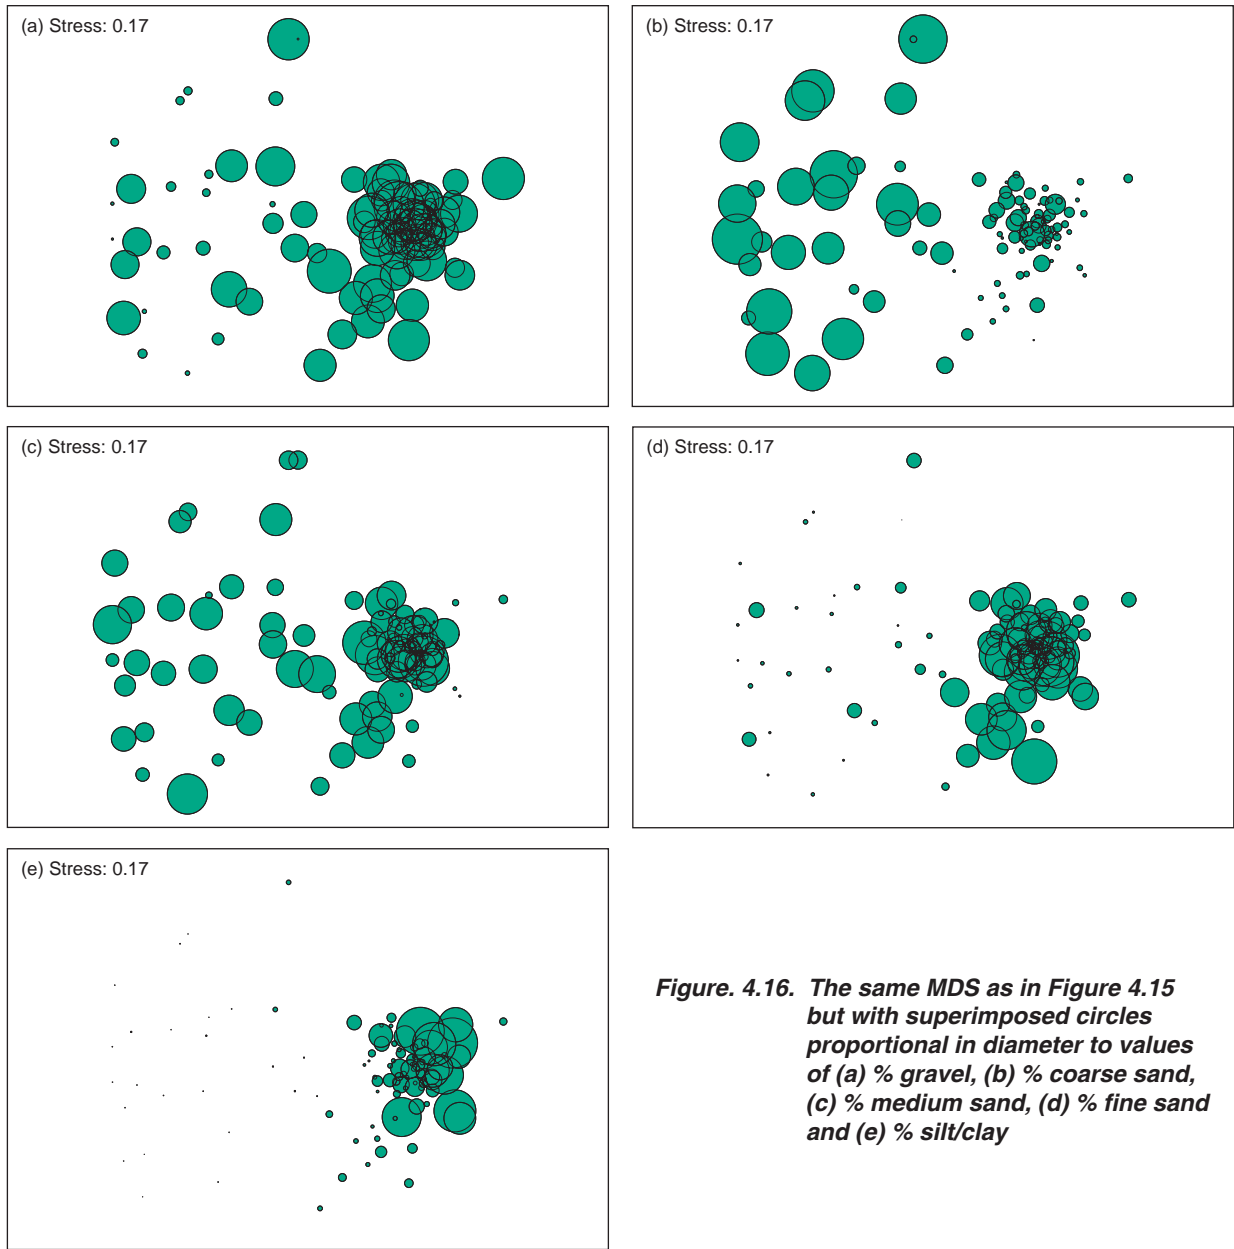 (a) Stress: 0.17
(b) Stress: 0.17
(c) Stress: 0.17
(d) Stress: 0.17
(e) Stress: 0.17
Figure. 4.16. The same MDS as in Figure 4.15
but with superimposed circles
proportional in diameter to values
of (a) % gravel, (b) % coarse sand,
(c) % medium sand, (d) % fine sand
and (e) % silt/clay